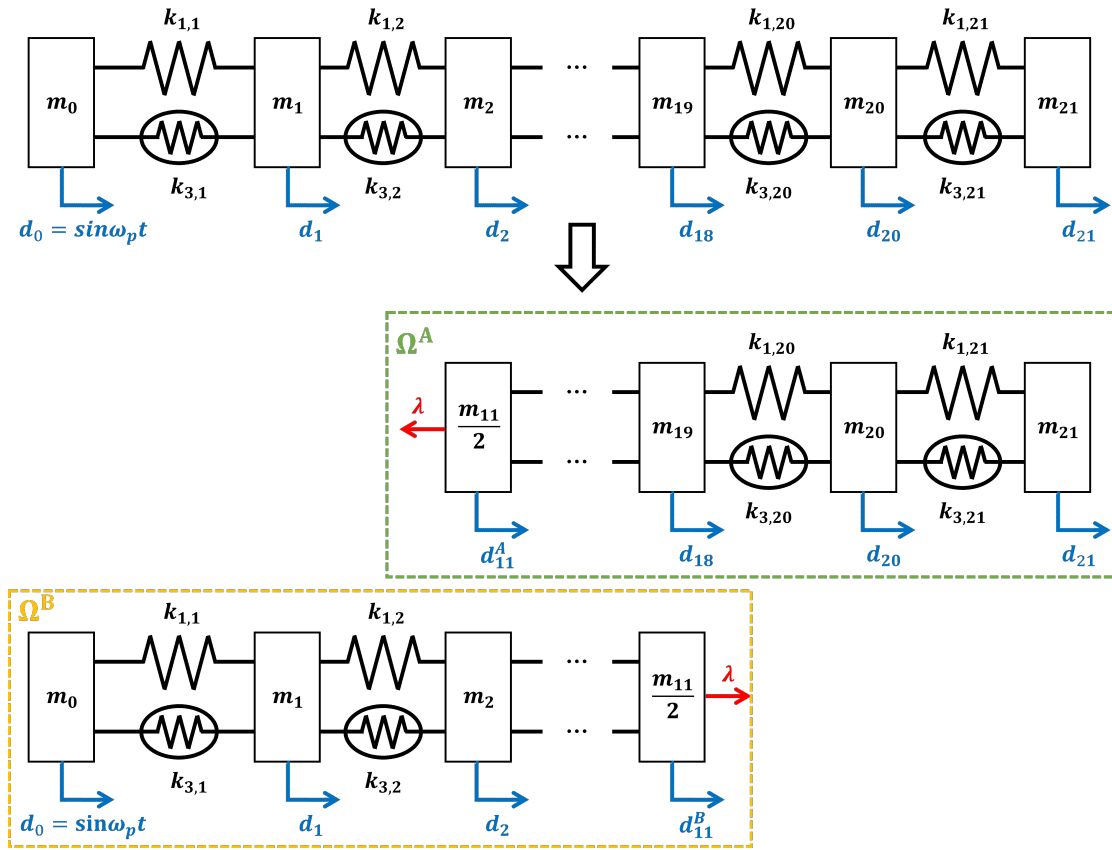 k1,1 k1,2 k1,20 k1,21
m0 m1 m2 ... m19 m20 m21
...
k3,1 k3,2 k3,20 k3,21
d0 = sinωpt d1 d2 d18 d20 d21
ΩA
k1,20 k1,21
λ m11/2 ... m19 m20 m21
...
k3,20 k3,21
d11A d18 d20 d21
ΩB
k1,1 k1,2
m0 m1 m2 ... m11/2 λ
...
k3,1 k3,2
d0 = sinωpt d1 d2 d11B